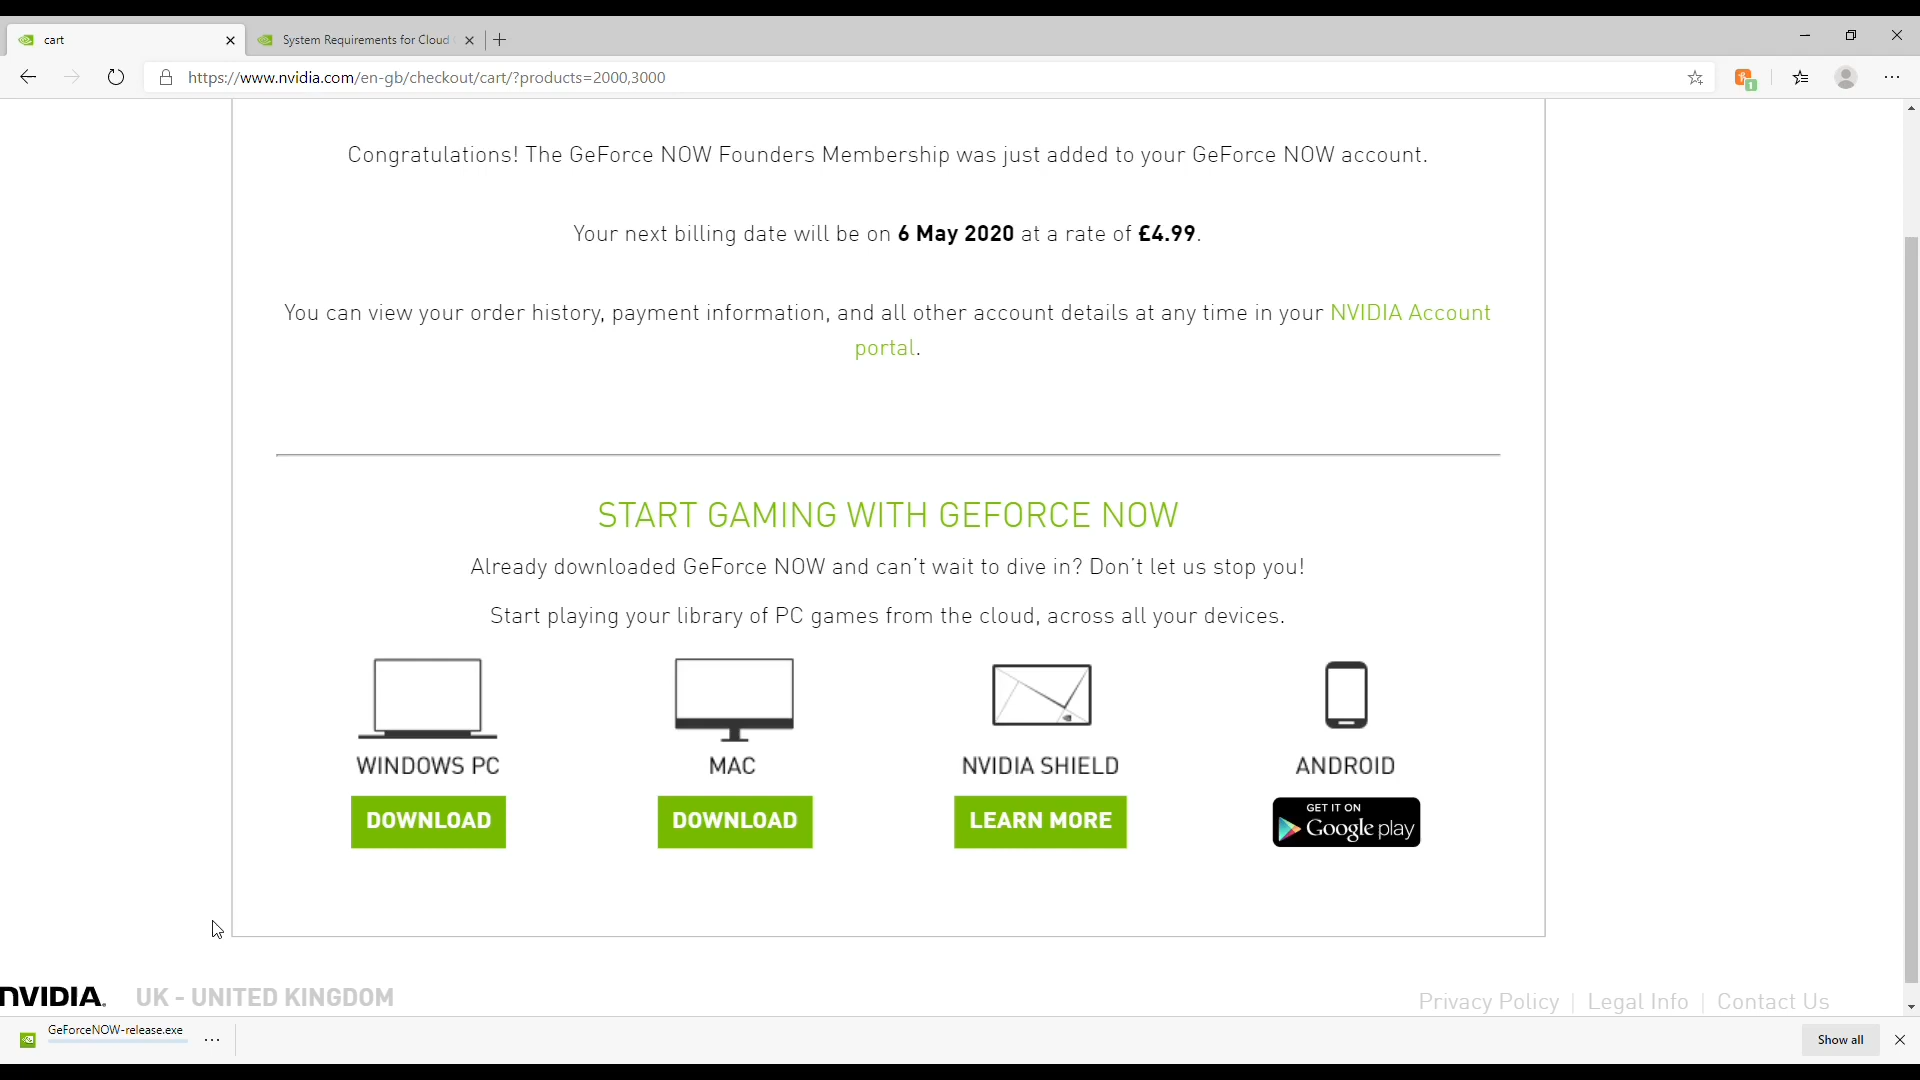 cart
System Requirements for Cloud
https://www.nvidia.com/en-gb/checkout/cart/?products=2000,3000
1
Congratulations! The GeForce NOW Founders Membership was just added to your GeForce NOW account.
Your next billing date will be on 6 May 2020 at a rate of £4.99.
You can view your order history, payment information, and all other account details at any time in your NVIDIA Account
portal.
START GAMING WITH GEFORCE NOW
Already downloaded GeForce NOW and can't wait to dive in? Don't let us stop you!
Start playing your library of PC games from the cloud, across all your devices.
WINDOWS PC
MAC
NVIDIA SHIELD
ANDROID
DOWNLOAD
DOWNLOAD
LEARN MORE
GET IT ON
Google play
NVIDIA.
UK - UNITED KINGDOM
Privacy Policy | Legal Info | Contact Us
GeForceNOW-release.exe
Show all